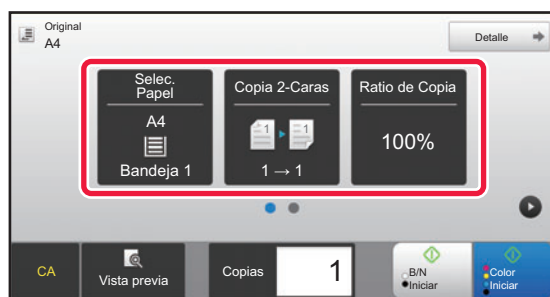 Original
A4
Detalle
Selec.
Papel
A4
Bandeja 1
Copia 2-Caras
1 1
1 → 1
Ratio de Copia
100%
CA
Vista previa
Copias
1
B/N
Iniciar
Color
Iniciar